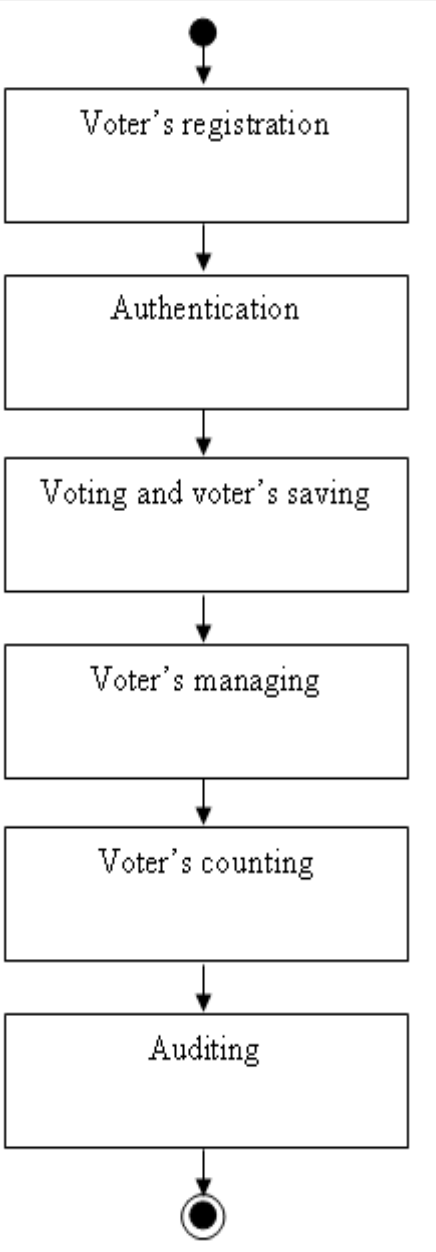 Voter’s registration
Authentication
Voting and voter’s saving
Voter’s managing
Voter’s counting
Auditing